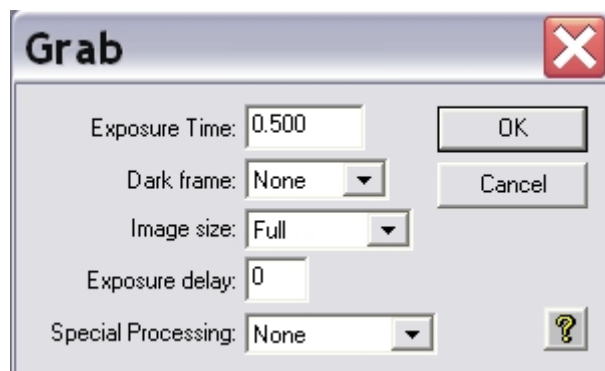 Grab
Exposure Time: 0.500
OK
Dark frame: None
Cancel
Image size: Full
Exposure delay: 0
Special Processing: None
?